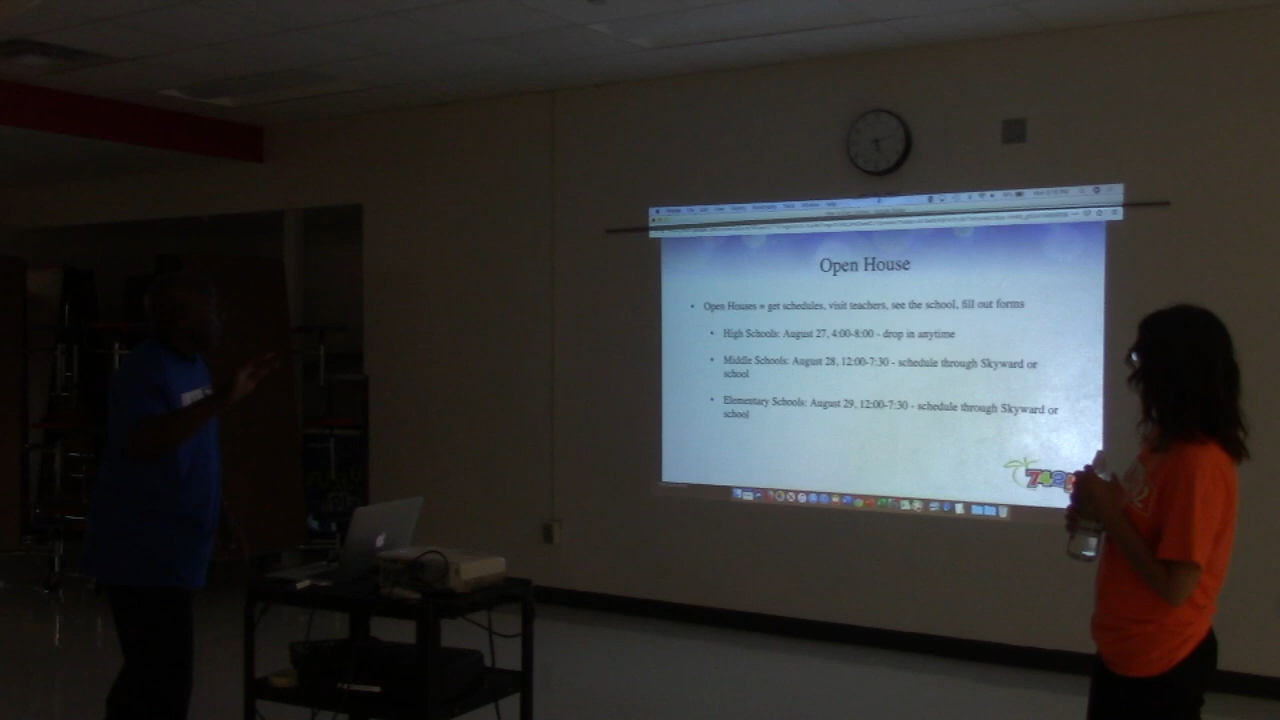 Open House
• Open Houses = get schedules, visit teachers, see the school, fill out forms
• High Schools: August 27, 4:00-8:00 - drop in anytime
• Middle Schools: August 28, 12:00-7:30 - schedule through Skyward or
school
• Elementary Schools: August 29, 12:00-7:30 - schedule through Skyward or
school